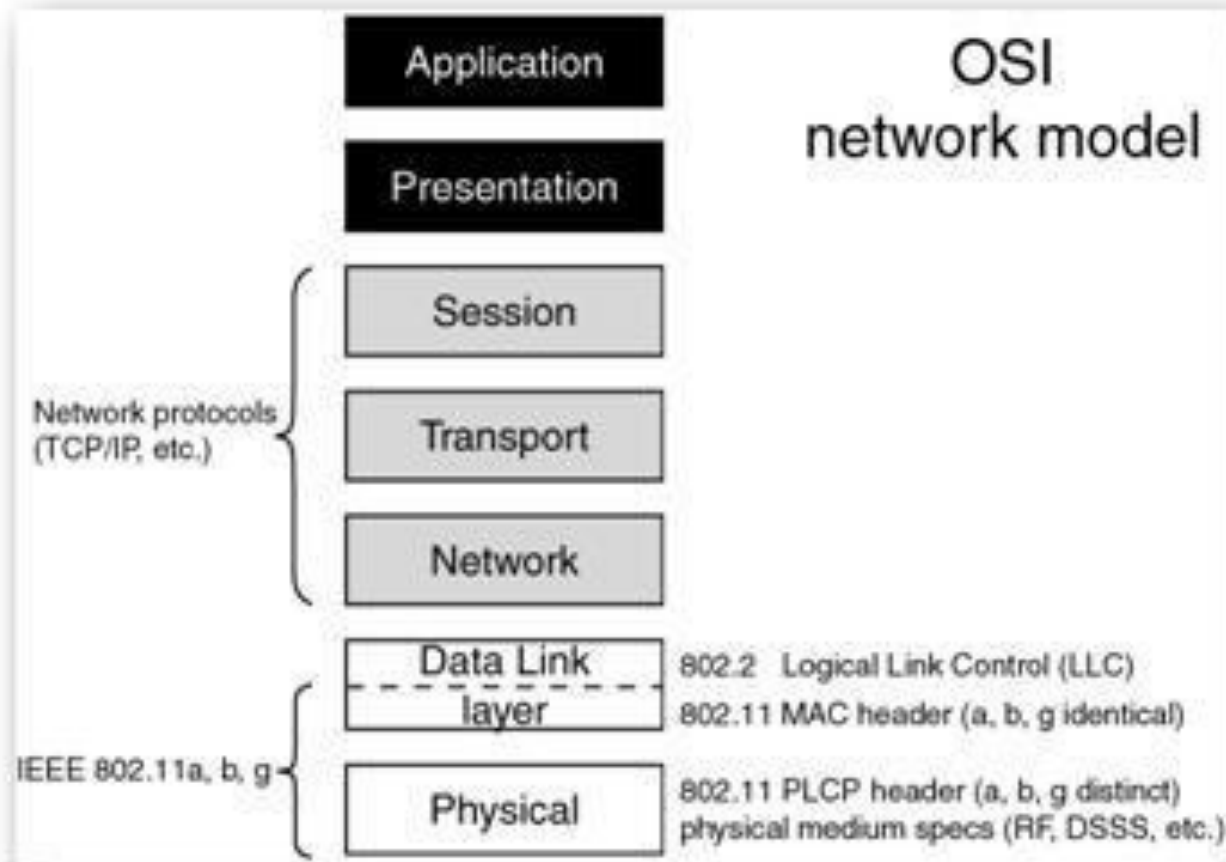 OSI
network model
Application
Presentation
Session
Network protocols
(TCP/IP, etc.)
Transport
Network
Data Link
layer
802.2 Logical Link Control (LLC)
802.11 MAC header (a, b, g identical)
IEEE 802.11a, b, g
Physical
802.11 PLCP header (a, b, g distinct)
physical medium specs (RF, DSSS, etc.)